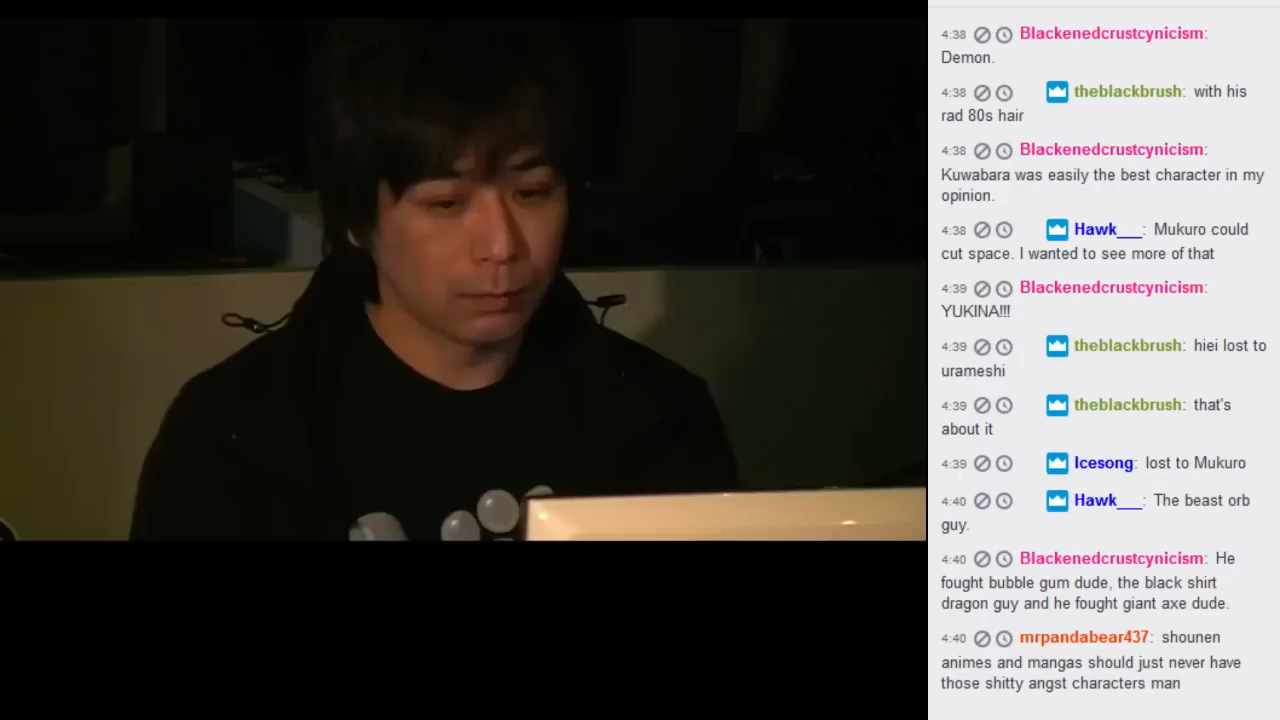 4:38 Blackenedcrustcynicism:
Demon.
4:38 theblackbrush: with his
rad 80s hair
4:38 Blackenedcrustcynicism:
Kuwabara was easily the best character in my
opinion.
4:38 Hawk___: Mukuro could
cut space. I wanted to see more of that
4:39 Blackenedcrustcynicism:
YUKINA!!!
4:39 theblackbrush: hiei lost to
urameshi
4:39 theblackbrush: that's
about it
4:39 Icesong: lost to Mukuro
4:40 Hawk___: The beast orb
guy.
4:40 Blackenedcrustcynicism: He
fought bubble gum dude, the black shirt
dragon guy and he fought giant axe dude.
4:40 mrpandabear437: shounen
animes and mangas should just never have
those shitty angst characters man